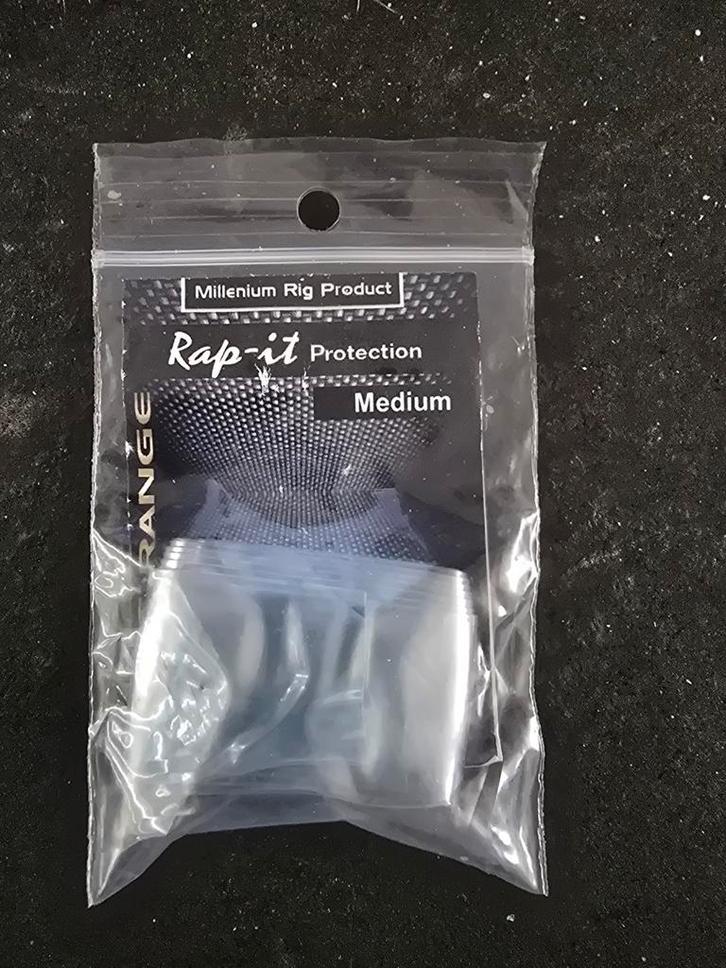 Millenium Rig Product
Rap-it Protection
Medium
RANGE